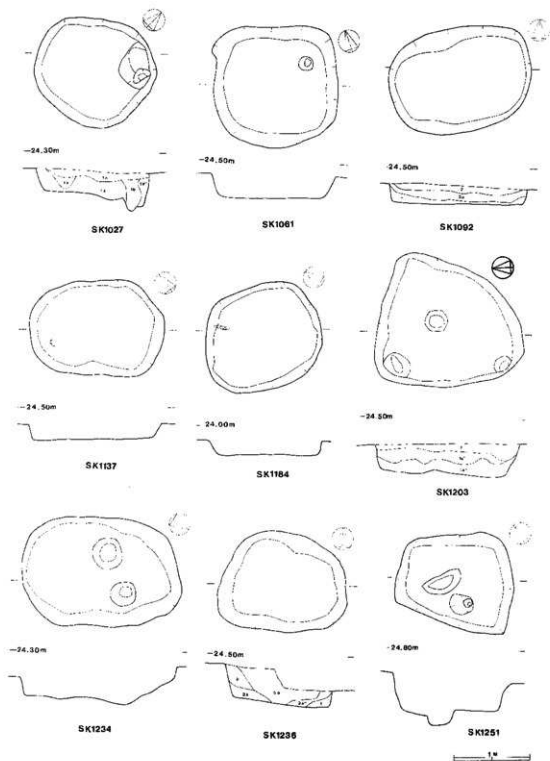 —24.30m
—24.50m
—24.50m
SK1027
SK1061
SK1092
—24.50m
—24.00m
—24.50m
SK1137
SK1184
SK1203
—24.30m
—24.50m
-24.80m
SK1234
SK1236
SK1251
1M